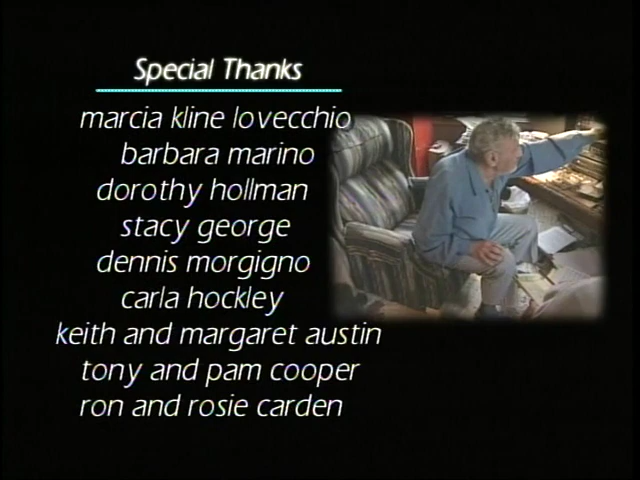 Special Thanks
marcia kline lovecchio
barbara marino
dorothy hollman
stacy george
dennis morgigno
carla hockley
keith and margaret austin
tony and pam cooper
ron and rosie carden